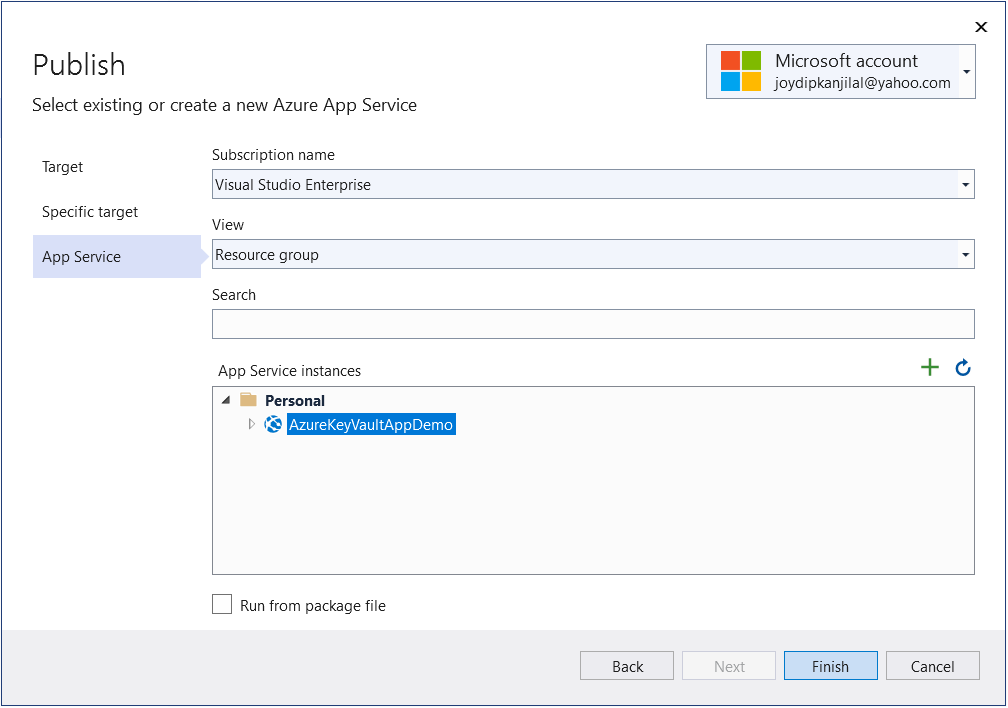 Publish
Microsoft account
joydipkanjilal@yahoo.com
Select existing or create a new Azure App Service
Target
Specific target
App Service
Subscription name
Visual Studio Enterprise
View
Resource group
Search
App Service instances
Personal
AzureKeyVaultAppDemo
Run from package file
Back
Next
Finish
Cancel